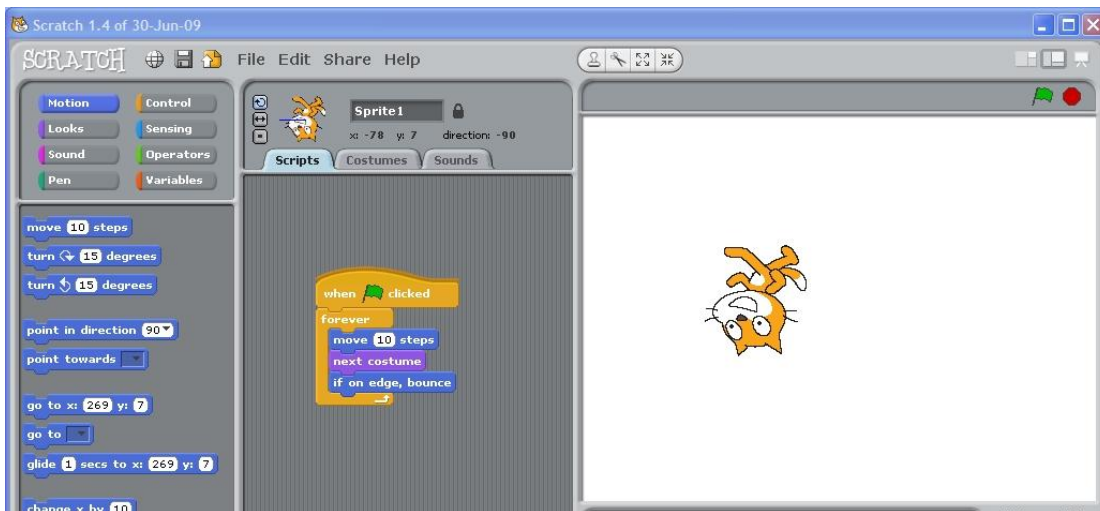 Scratch 1.4 of 30-Jun-09
SCRATCH File Edit Share Help
Motion Control
Looks Sensing
Sound Operators
Pen Variables
Sprite1
x: -78 y: 7 direction: -90
Scripts Costumes Sounds
move 10 steps
turn 15 degrees
turn 15 degrees
point in direction 90
point towards
go to x: 269 y: 7
go to
glide 1 secs to x: 269 y: 7
change x by 10
when clicked
forever
move 10 steps
next costume
if on edge, bounce